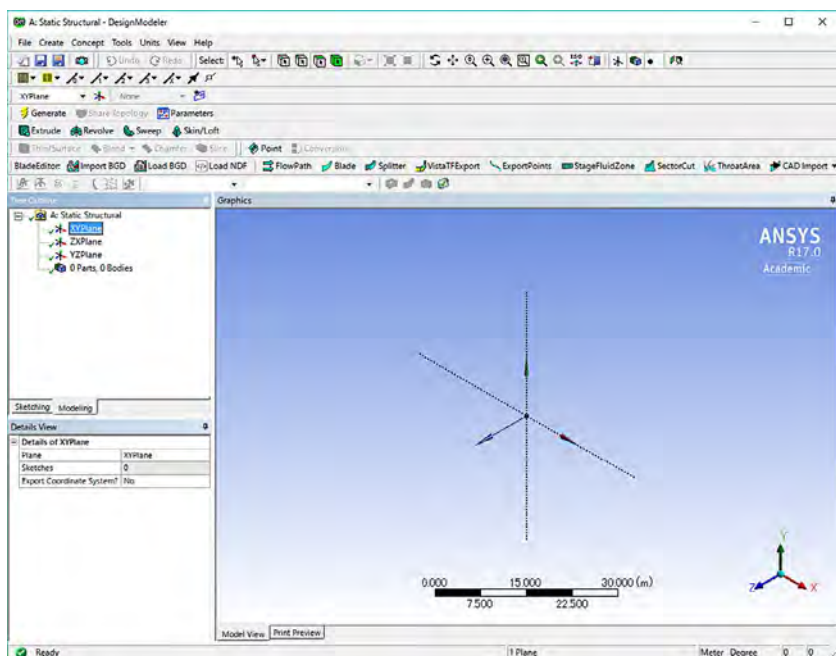 A: Static Structural - DesignModeler
File Create Concept Tools Units View Help
Undo Redo Select:
XYPlane None
Generate Share Topology Parameters
Extrude Revolve Sweep Skin/Loft
Thin/Surface Blend Chamfer Slice Point Conversion
BladeEditor: Import BGD Load BGD Load NDF FlowPath Blade Splitter VistaTFExport ExportPoints StageFluidZone SectorCut ThroatArea CAD Import
Tree Outline Graphics
A: Static Structural
XYPlane
ZXPlane
YZPlane
0 Parts, 0 Bodies
ANSYS
R17.0
Academic
Sketching Modeling
Details View
Details of XYPlane
Plane XYPlane
Sketches 0
Export Coordinate System? No
Y
Z X
0.000 15.000 30.000 (m)
7.500 22.500
Model View Print Preview
Ready 1 Plane Meter Degree 0 0